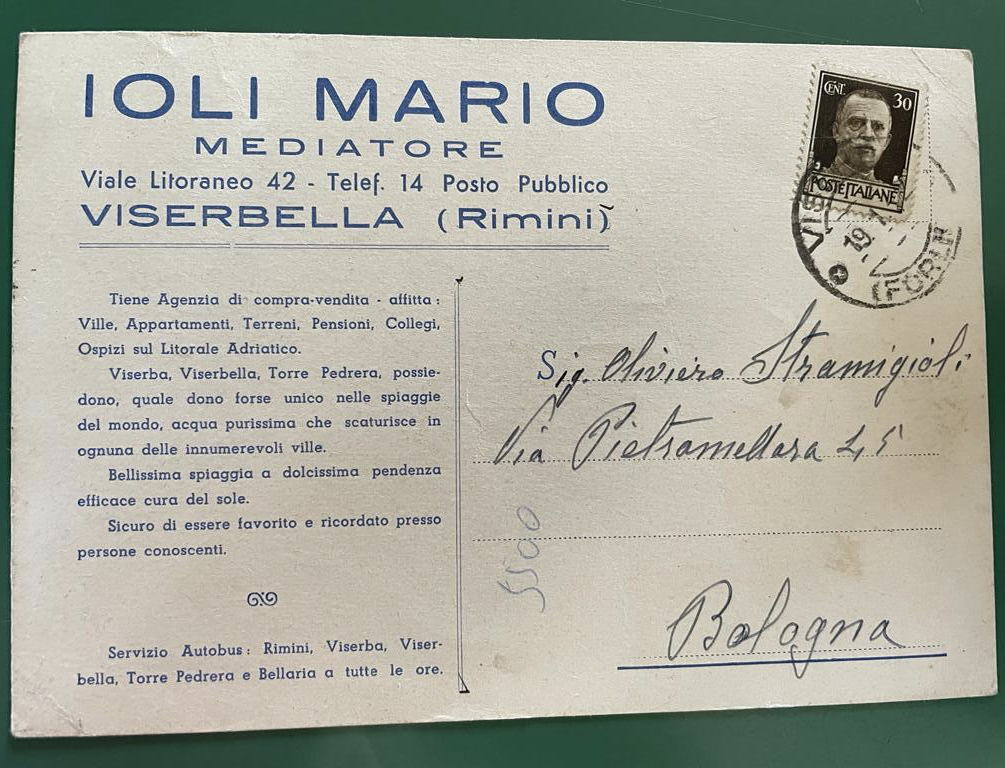 IOLI MARIO
MEDIATORE
Viale Litoraneo 42 - Telef. 14 Posto Pubblico
VISERBELLA (Rimini)
CENT. 30
POSTE ITALIANE
VISE
19
(FORLI)
Tiene Agenzia di compra-vendita - affitta:
Ville, Appartamenti, Terreni, Pensioni, Collegi,
Ospizi sul Litorale Adriatico.
Viserba, Viserbella, Torre Pedrera, possie-
dono, quale dono forse unico nelle spiaggie
del mondo, acqua purissima che scaturisce in
ognuna delle innumerevoli ville.
Bellissima spiaggia a dolcissima pendenza
efficace cura del sole.
Sicuro di essere favorito e ricordato presso
persone conoscenti.
Servizio Autobus: Rimini, Viserba, Viser-
bella, Torre Pedrera e Bellaria a tutte le ore.
Sig. Oliviero Stramigioli
Via Pietramellara 45
5500
Bologna